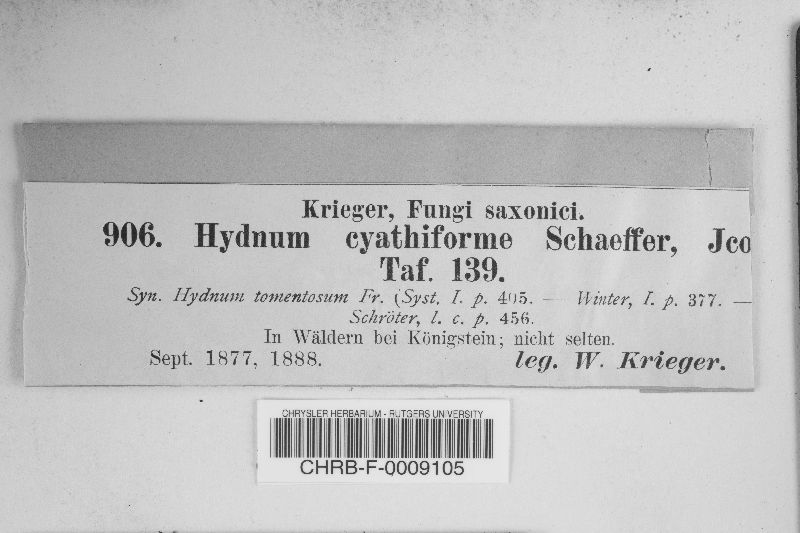 Krieger, Fungi saxonici.
906. Hydnum cyathiforme Schaeffer, Jco
Taf. 139.
Syn. Hydnum tomentosum Fr. (Syst. I. p. 405. — Winter, I. p. 377. —
Schröter, l. c. p. 456.
In Wäldern bei Königstein; nicht selten.
Sept. 1877, 1888. leg. W. Krieger.
CHRYSLER HERBARIUM - RUTGERS UNIVERSITY
CHRB-F-0009105